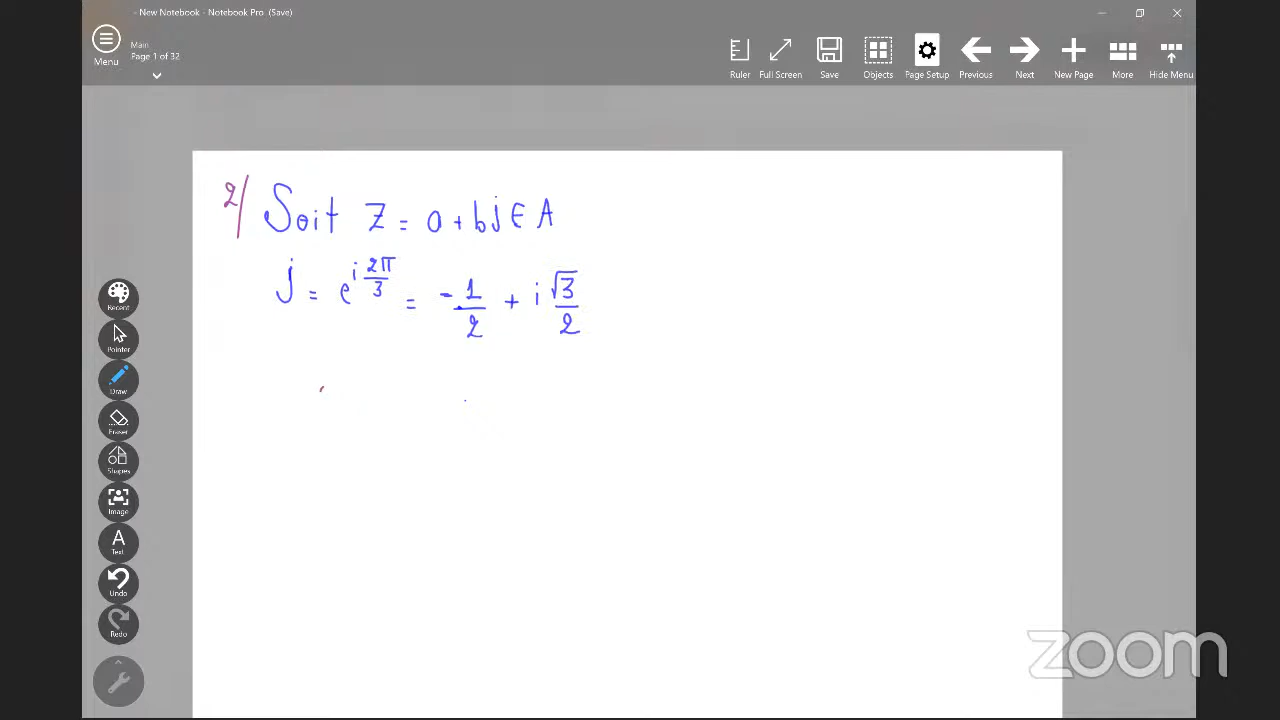 - New Notebook - Notebook Pro (Save)
Menu
Main
Page 1 of 32
Ruler
Full Screen
Save
Objects
Page Setup
Previous
Next
New Page
More
Hide Menu
2/ Soit Z = a + bj ∈ A
j = e^{i 2π/3} = -1/2 + i √3/2
Recent
Pointer
Draw
Eraser
Shapes
Image
Text
Undo
Redo
zoom